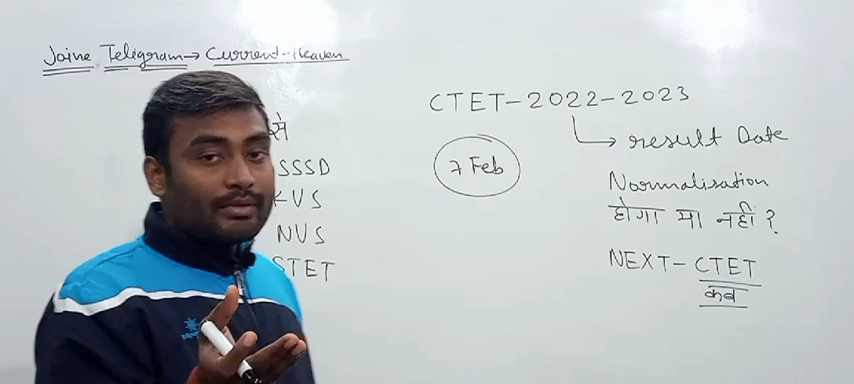 Joine Teligram→ Current-Heaven
से
SSSD
KVS
NVS
STET
CTET-2022-2023
result Date
7 Feb
Normalisation
होगा या नहीं ?
NEXT- CTET
कब